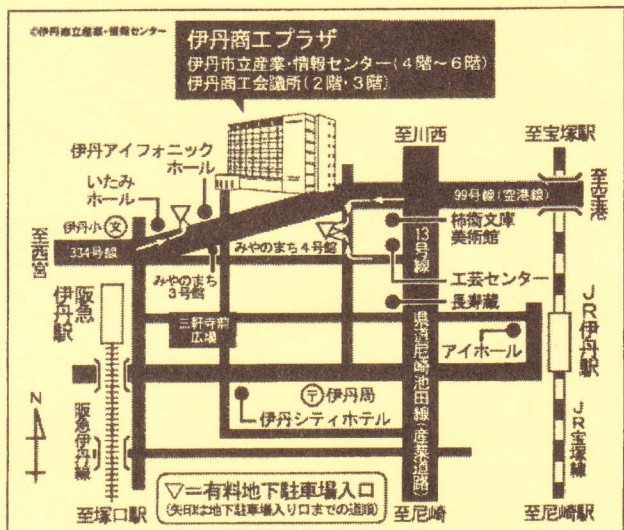 ©伊丹市立産業・情報センター
伊丹商工プラザ
伊丹市立産業・情報センター(4階〜6階)
伊丹商工会議所(2階・3階)
至川西
至宝塚駅
伊丹アイフォニック
ホール
いたみ
ホール
99号線(空港線)
至空港
伊丹小 文
柿衞文庫
美術館
至西宮
334号線
みやのまち4号館
13号線
みやのまち
3号館
工芸センター
長寿蔵
阪急
伊丹駅
三軒寺前
広場
県道尼崎池田線(産業道路)
アイホール
JR伊丹駅
N
〒伊丹局
伊丹シティホテル
阪急伊丹線
JR宝塚線
▽=有料地下駐車場入口
(矢印は地下駐車場入り口までの道順)
至塚口駅
至尼崎
至尼崎駅